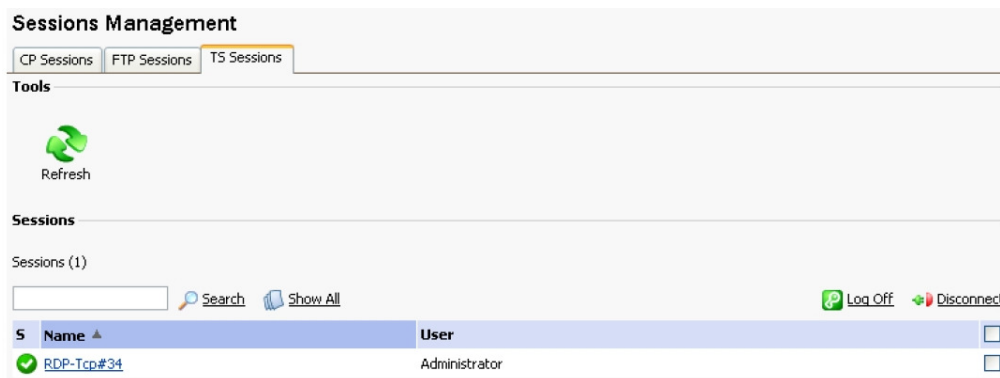 Sessions Management
CP Sessions FTP Sessions TS Sessions
Tools
Refresh
Sessions
Sessions (1)
Search Show All Log Off Disconnect
S Name User
RDP-Tcp#34 Administrator